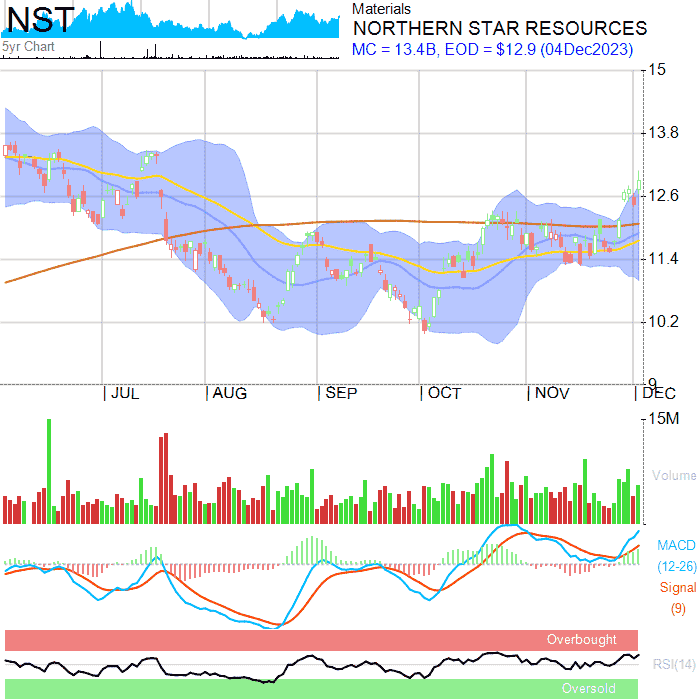 NST
5yr Chart
Materials
NORTHERN STAR RESOURCES
MC = 13.4B, EOD = $12.9 (04Dec2023)
15
13.8
12.6
11.4
10.2
9
JUL AUG SEP OCT NOV DEC
15M
Volume
MACD
(12-26)
Signal
(9)
Overbought
RSI(14)
Oversold